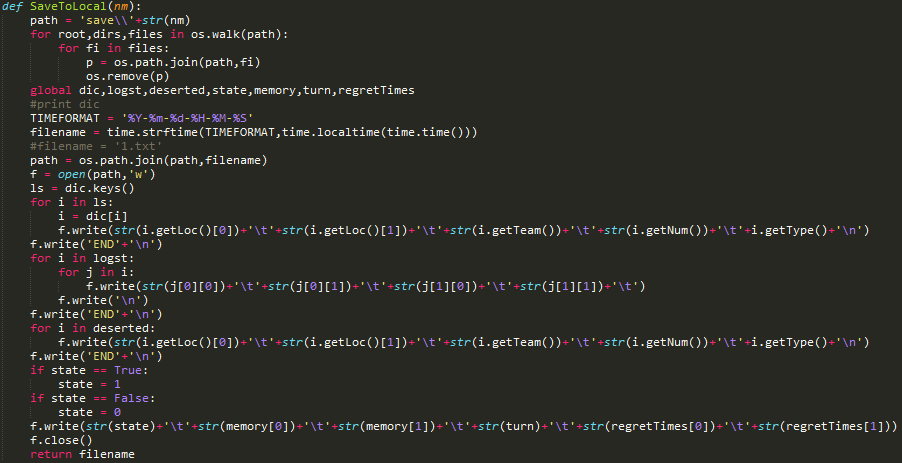 def SaveToLocal(nm):
    path = 'save\\'+str(nm)
    for root,dirs,files in os.walk(path):
        for fi in files:
            p = os.path.join(path,fi)
            os.remove(p)
    global dic,logst,deserted,state,memory,turn,regretTimes
    #print dic
    TIMEFORMAT = '%Y-%m-%d-%H-%M-%S'
    filename = time.strftime(TIMEFORMAT,time.localtime(time.time()))
    #filename = '1.txt'
    path = os.path.join(path,filename)
    f = open(path,'w')
    ls = dic.keys()
    for i in ls:
        i = dic[i]
        f.write(str(i.getLoc()[0])+'\t'+str(i.getLoc()[1])+'\t'+str(i.getTeam())+'\t'+str(i.getNum())+'\t'+i.getType()+'\n')
    f.write('END'+'\n')
    for i in logst:
        for j in i:
            f.write(str(j[0][0])+'\t'+str(j[0][1])+'\t'+str(j[1][0])+'\t'+str(j[1][1])+'\t')
        f.write('\n')
    f.write('END'+'\n')
    for i in deserted:
        f.write(str(i.getLoc()[0])+'\t'+str(i.getLoc()[1])+'\t'+str(i.getTeam())+'\t'+str(i.getNum())+'\t'+i.getType()+'\n')
    f.write('END'+'\n')
    if state == True:
        state = 1
    if state == False:
        state = 0
    f.write(str(state)+'\t'+str(memory[0])+'\t'+str(memory[1])+'\t'+str(turn)+'\t'+str(regretTimes[0])+'\t'+str(regretTimes[1]))
    f.close()
    return filename